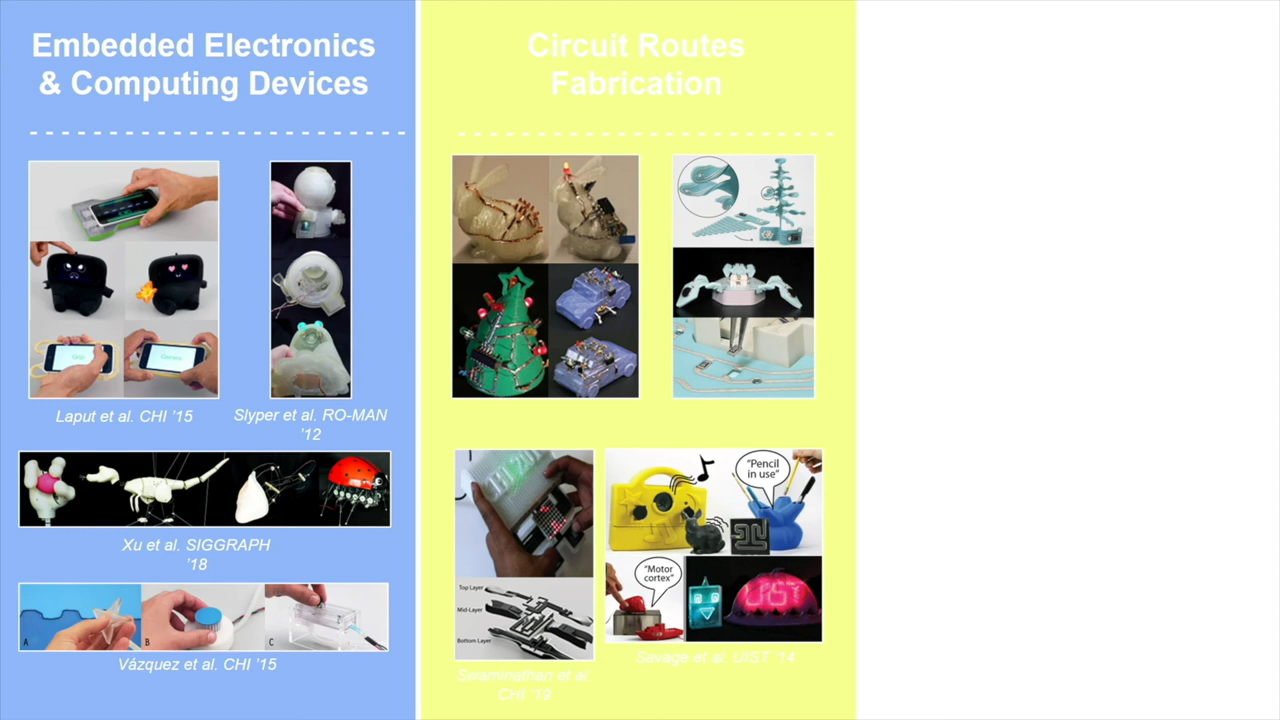 Embedded Electronics
& Computing Devices
Laput et al. CHI ’15
Slyper et al. RO-MAN
’12
Xu et al. SIGGRAPH
’18
A
B
C
Vázquez et al. CHI ’15
Circuit Routes
Fabrication
Top Layer
Mid-Layer
Bottom Layer
Swaminathan et al.
CHI ’19
“Pencil
in use”
“Motor
cortex”
UIST
Savage et al. UIST ’14